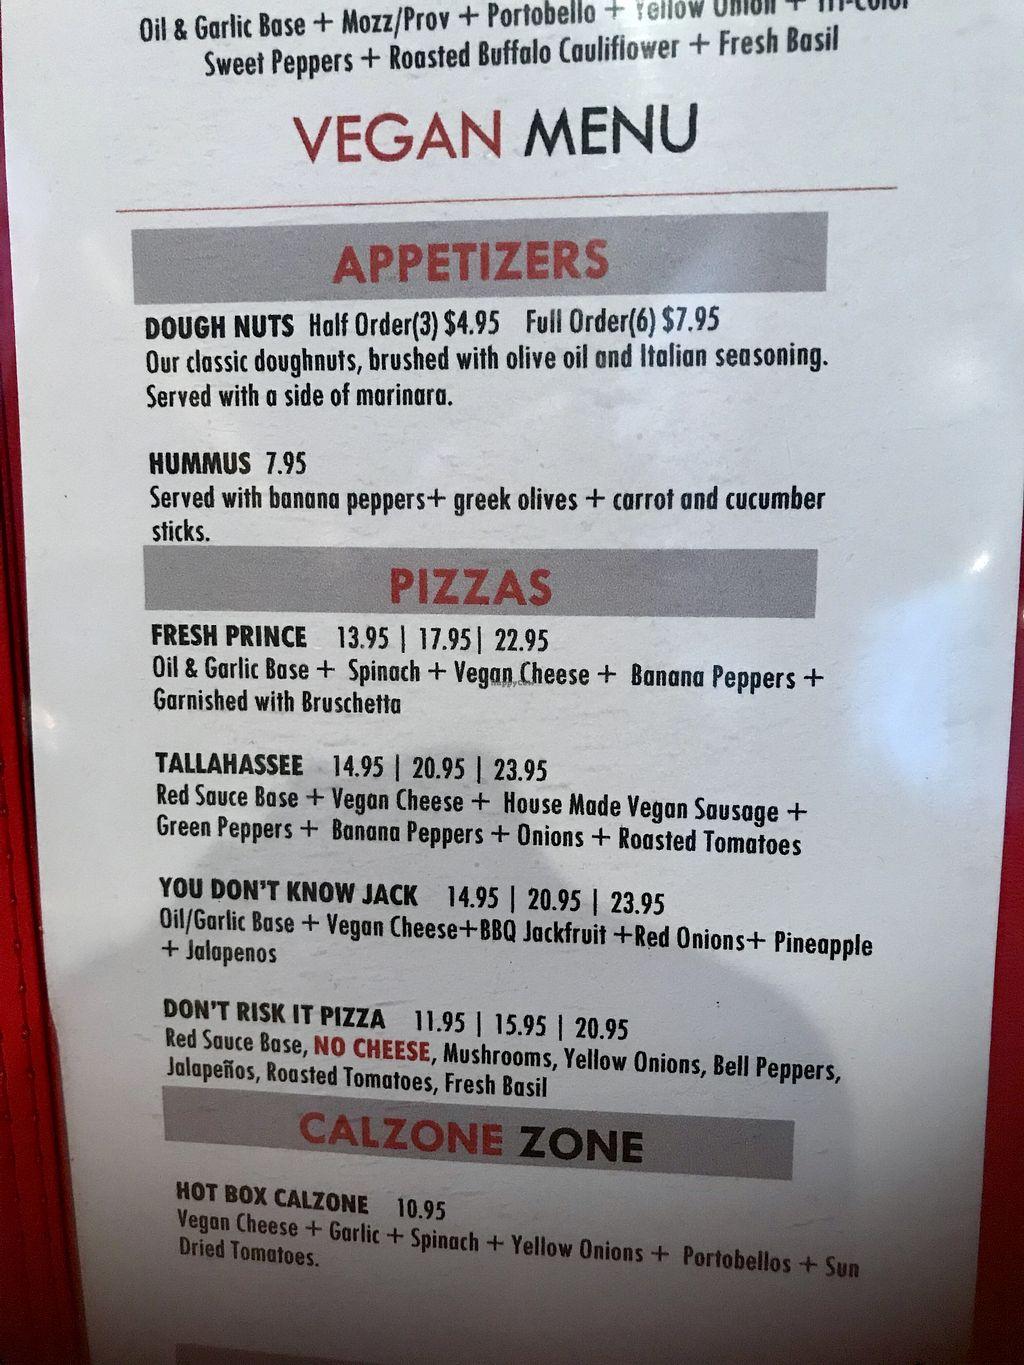 Oil & Garlic Base + Mozz/Prov + Portobello + Yellow Onion + Tri-Color
Sweet Peppers + Roasted Buffalo Cauliflower + Fresh Basil
VEGAN MENU
APPETIZERS
DOUGH NUTS Half Order(3) $4.95 Full Order(6) $7.95
Our classic doughnuts, brushed with olive oil and Italian seasoning.
Served with a side of marinara.
HUMMUS 7.95
Served with banana peppers+ greek olives + carrot and cucumber
sticks.
PIZZAS
FRESH PRINCE 13.95 | 17.95| 22.95
Oil & Garlic Base + Spinach + Vegan Cheese + Banana Peppers +
Garnished with Bruschetta
TALLAHASSEE 14.95 | 20.95 | 23.95
Red Sauce Base + Vegan Cheese + House Made Vegan Sausage +
Green Peppers + Banana Peppers + Onions + Roasted Tomatoes
YOU DON'T KNOW JACK 14.95 | 20.95 | 23.95
Oil/Garlic Base + Vegan Cheese+BBQ Jackfruit +Red Onions+ Pineapple
+ Jalapenos
DON'T RISK IT PIZZA 11.95 | 15.95 | 20.95
Red Sauce Base, NO CHEESE, Mushrooms, Yellow Onions, Bell Peppers,
Jalapeños, Roasted Tomatoes, Fresh Basil
CALZONE ZONE
HOT BOX CALZONE 10.95
Vegan Cheese + Garlic + Spinach + Yellow Onions + Portobellos + Sun
Dried Tomatoes.